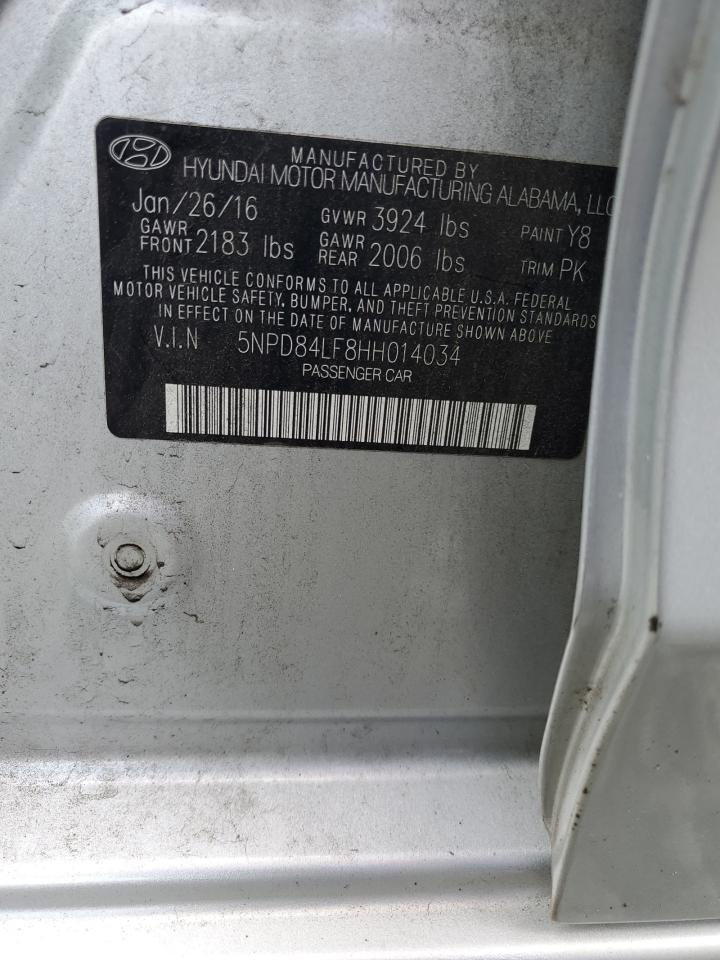 MANUFACTURED BY
HYUNDAI MOTOR MANUFACTURING ALABAMA, LLC
Jan/26/16 GVWR 3924 lbs PAINT Y8
GAWR FRONT 2183 lbs GAWR REAR 2006 lbs TRIM PK
THIS VEHICLE CONFORMS TO ALL APPLICABLE U.S.A. FEDERAL
MOTOR VEHICLE SAFETY, BUMPER, AND THEFT PREVENTION STANDARDS
IN EFFECT ON THE DATE OF MANUFACTURE SHOWN ABOVE
V.I.N 5NPD84LF8HH014034
PASSENGER CAR